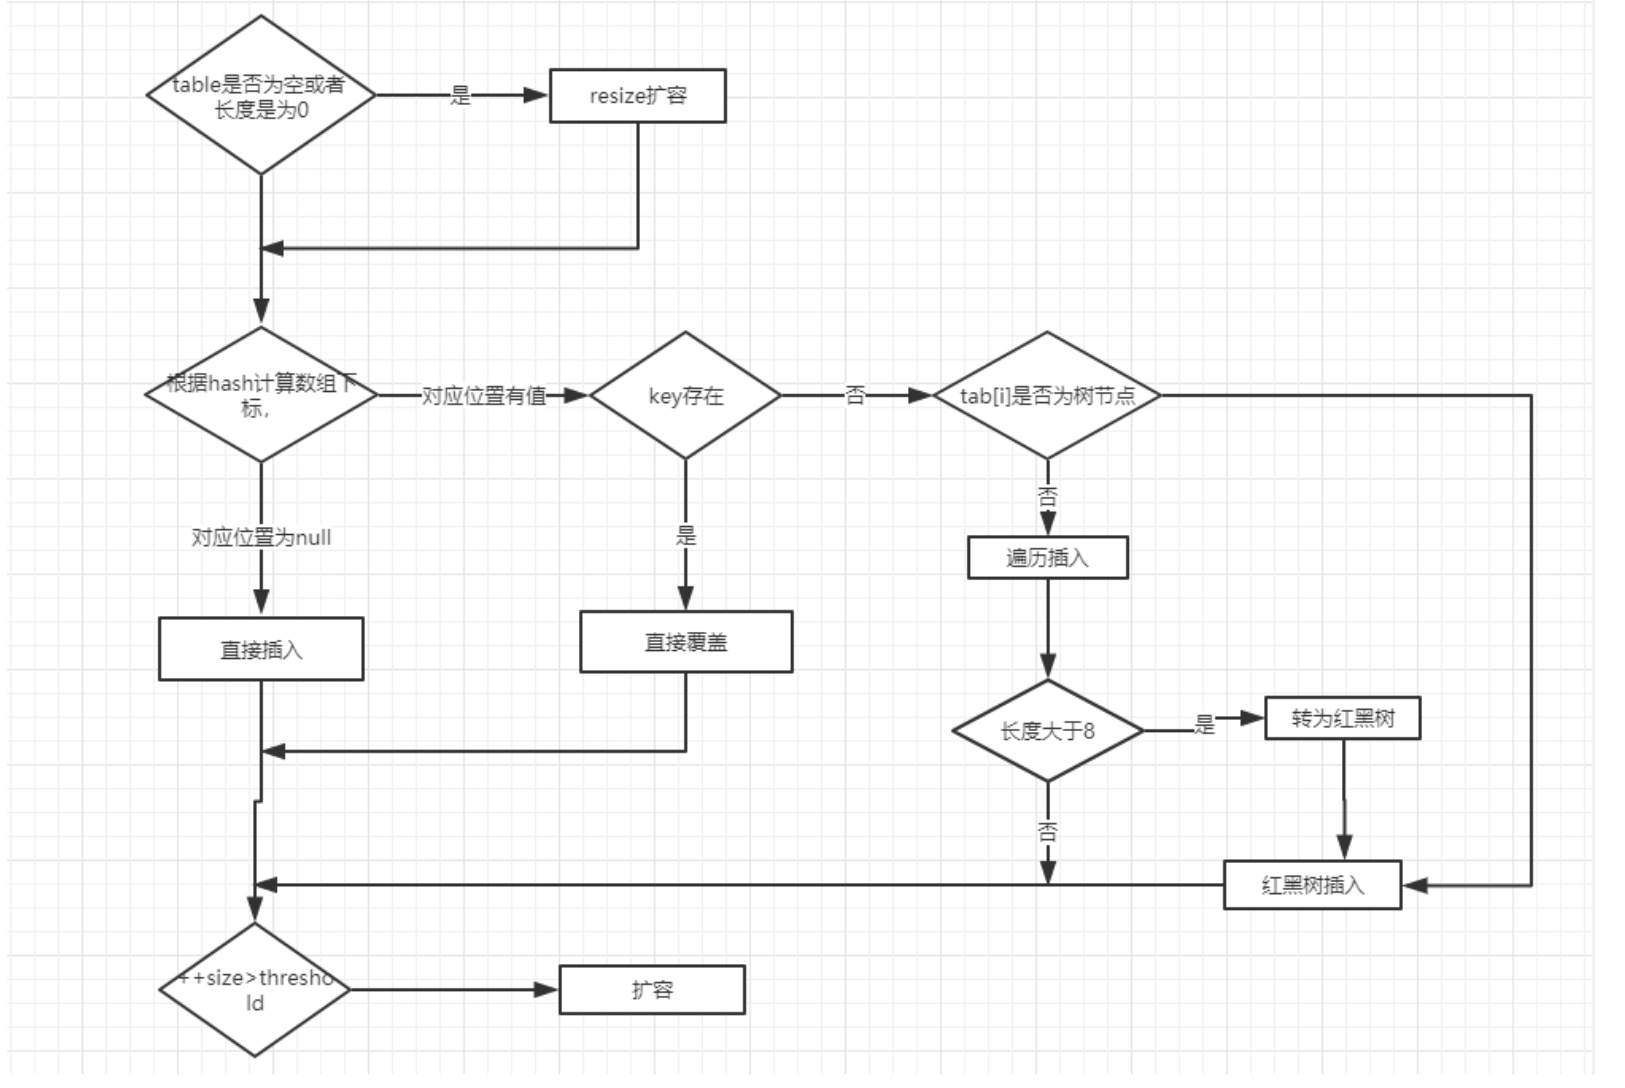 table是否为空或者
长度是为0
是
resize扩容
根据hash计算数组下
标，
对应位置有值
key存在
否
tab[i]是否为树节点
否
对应位置为null
是
遍历插入
直接插入
直接覆盖
长度大于8
是
转为红黑树
否
红黑树插入
++size>thresho
ld
扩容